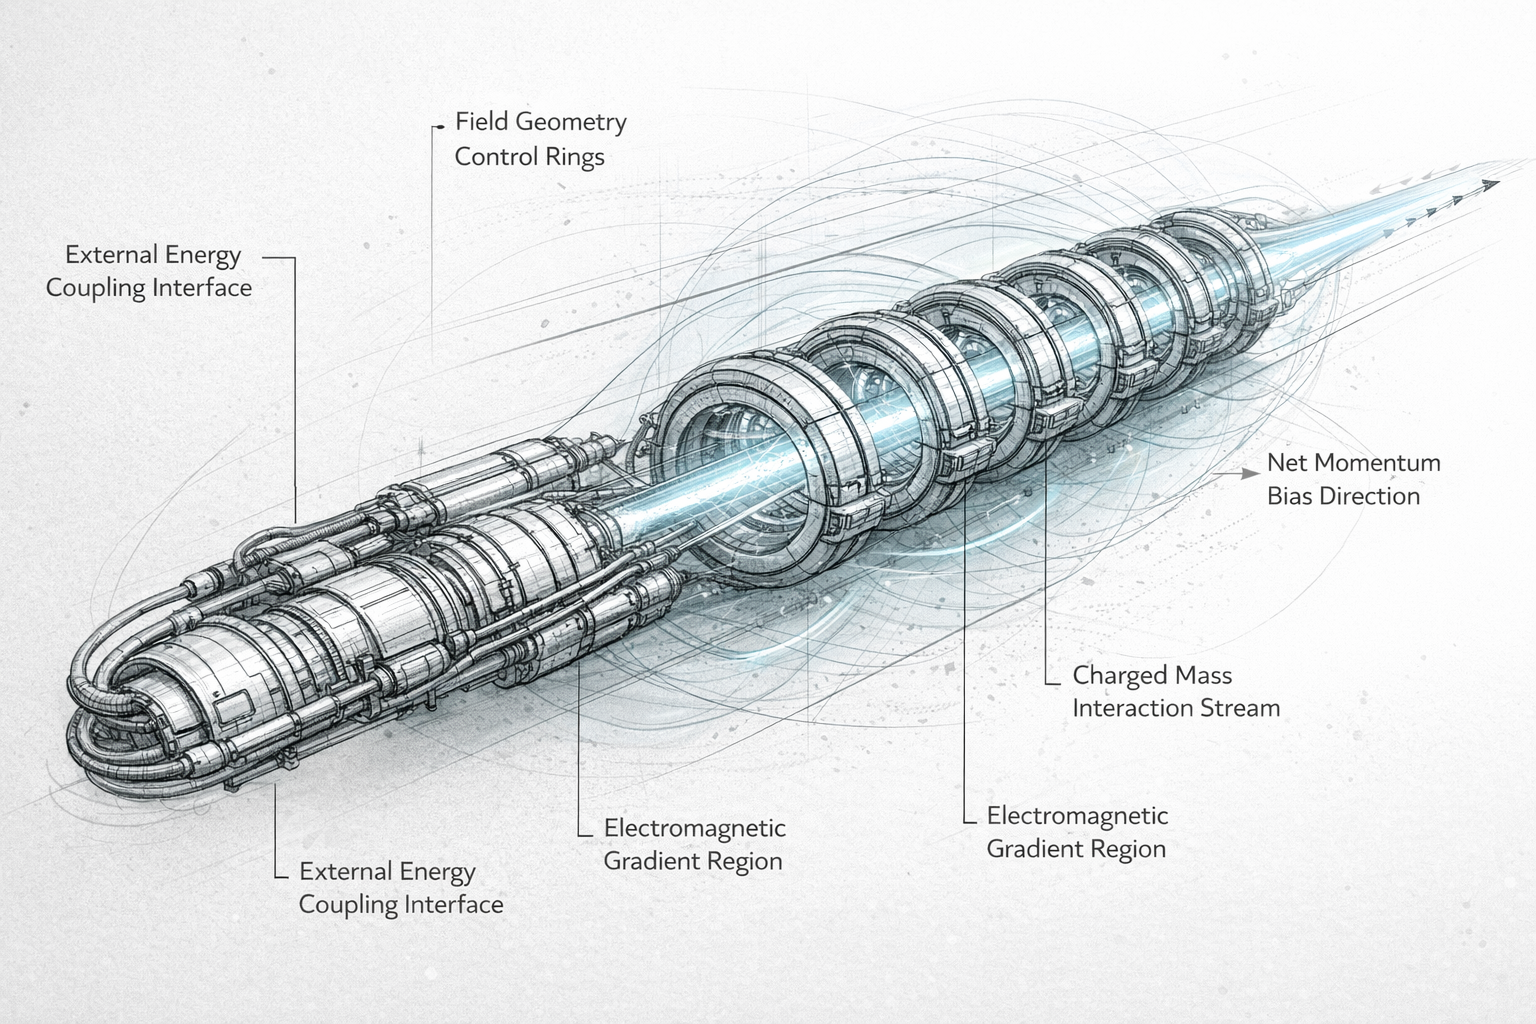 Field Geometry
Control Rings
External Energy
Coupling Interface
Net Momentum
Bias Direction
Charged Mass
Interaction Stream
Electromagnetic
Gradient Region
Electromagnetic
Gradient Region
External Energy
Coupling Interface